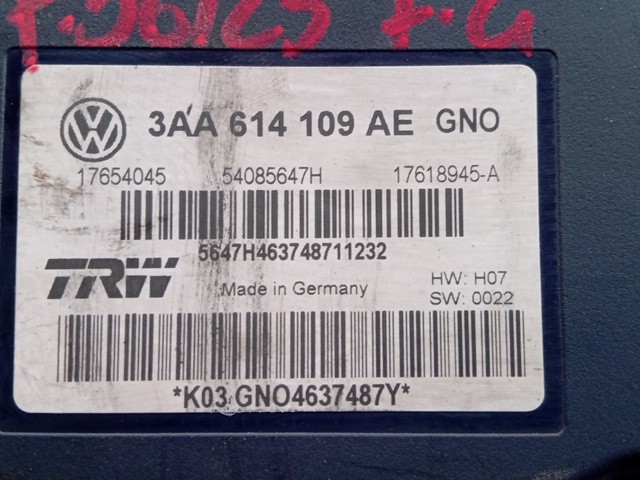 VW 3AA 614 109 AE GNO
17654045 54085647H 17618945-A
5647H463748711232
TRW Made in Germany HW: H07
SW: 0022
*K03 GNO4637487Y*